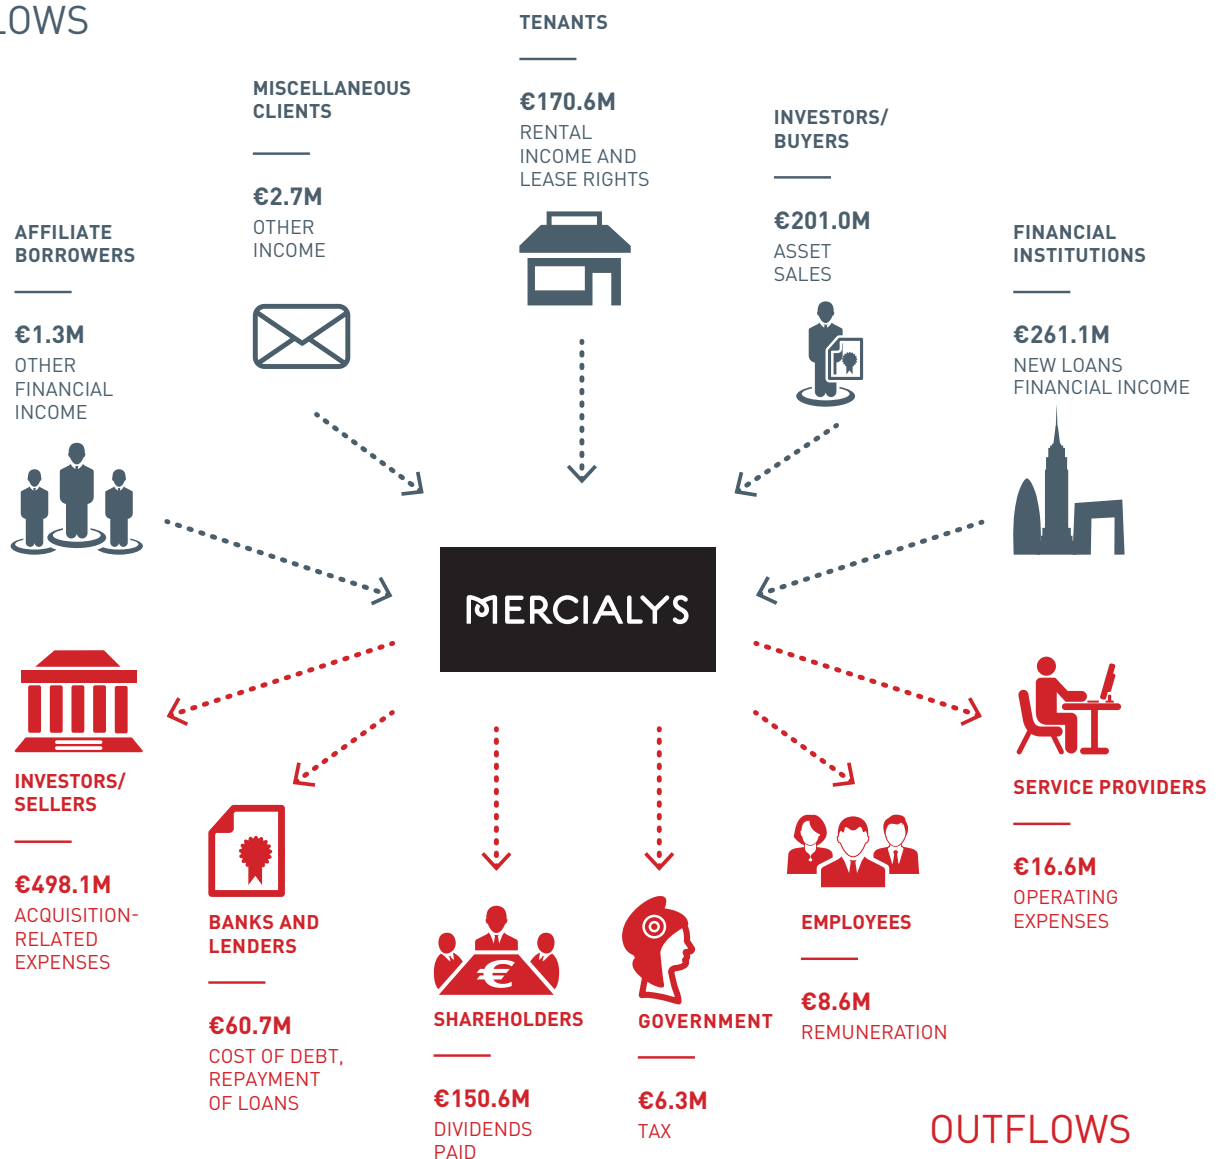 LOWS
TENANTS
€170.6M
RENTAL
INCOME AND
LEASE RIGHTS
MISCELLANEOUS
CLIENTS
€2.7M
OTHER
INCOME
INVESTORS/
BUYERS
€201.0M
ASSET
SALES
AFFILIATE
BORROWERS
€1.3M
OTHER
FINANCIAL
INCOME
FINANCIAL
INSTITUTIONS
€261.1M
NEW LOANS
FINANCIAL INCOME
MERCIALYS
INVESTORS/
SELLERS
€498.1M
ACQUISITION-
RELATED
EXPENSES
BANKS AND
LENDERS
€60.7M
COST OF DEBT,
REPAYMENT
OF LOANS
€
SHAREHOLDERS
€150.6M
DIVIDENDS
PAID
GOVERNMENT
€6.3M
TAX
EMPLOYEES
€8.6M
REMUNERATION
SERVICE PROVIDERS
€16.6M
OPERATING
EXPENSES
OUTFLOWS